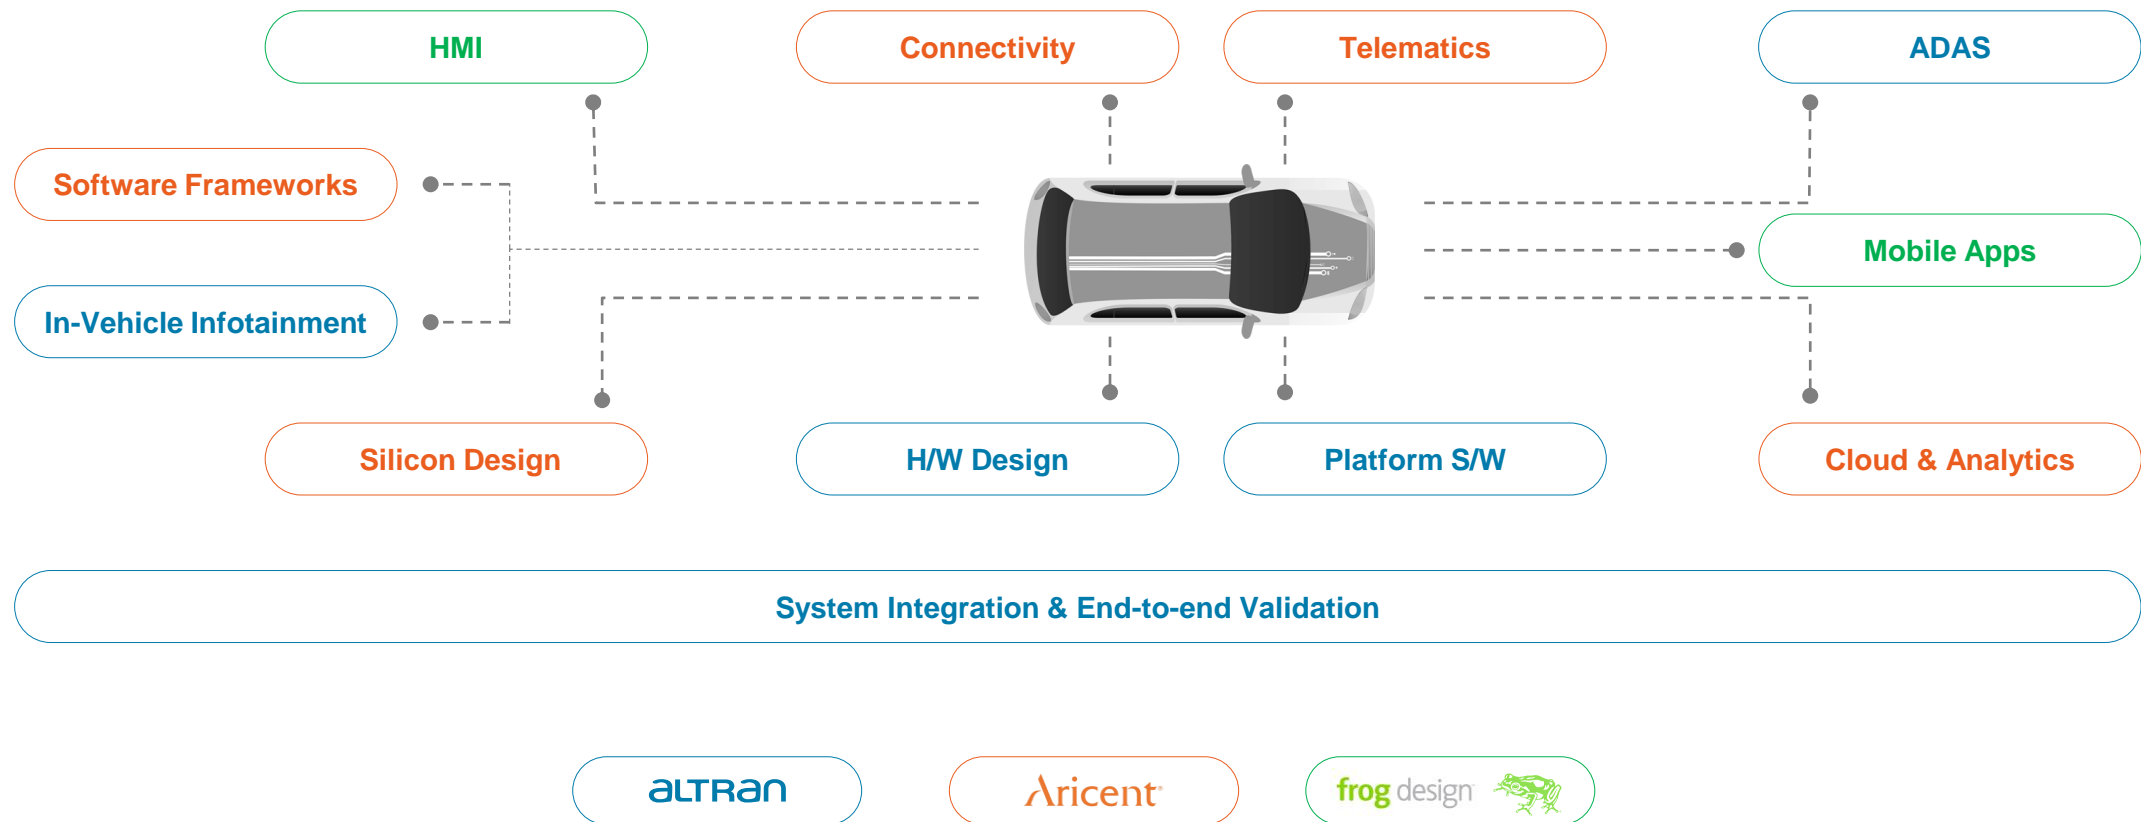 HMI
Connectivity
Telematics
ADAS
Software Frameworks
Mobile Apps
In-Vehicle Infotainment
Silicon Design
H/W Design
Platform S/W
Cloud & Analytics
System Integration & End-to-end Validation
aLTRan
Aricent
frog design